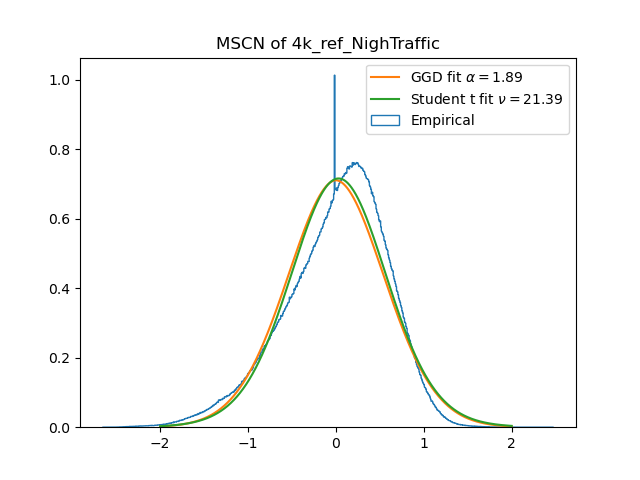 MSCN of 4k_ref_NighTraffic
GGD fit α = 1.89
Student t fit ν = 21.39
Empirical
1.0
0.8
0.6
0.4
0.2
0.0
−2 −1 0 1 2